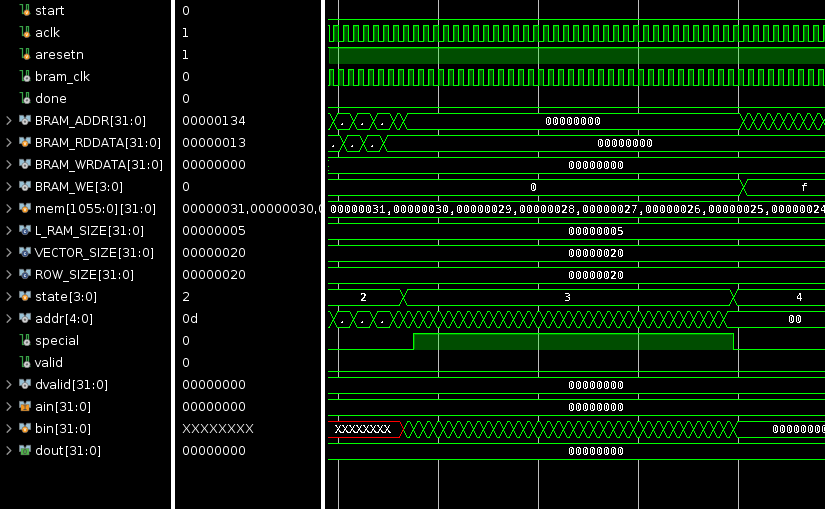 start 0
aclk 1
aresetn 1
bram_clk 0
done 0
BRAM_ADDR[31:0] 00000134 . . . 00000000
BRAM_RDDATA[31:0] 00000013 . . . . 00000000
BRAM_WRDATA[31:0] 00000000 00000000
BRAM_WE[3:0] 0 0 f
mem[1055:0][31:0] 00000031,00000030,0 00000031,00000030,00000029,00000028,00000027,00000026,00000025,00000024
L_RAM_SIZE[31:0] 00000005 00000005
VECTOR_SIZE[31:0] 00000020 00000020
ROW_SIZE[31:0] 00000020 00000020
state[3:0] 2 2 3 4
addr[4:0] 0d . . . 00
special 0
valid 0
dvalid[31:0] 00000000 00000000
ain[31:0] 00000000 00000000
bin[31:0] XXXXXXXX XXXXXXXX 00000000
dout[31:0] 00000000 00000000